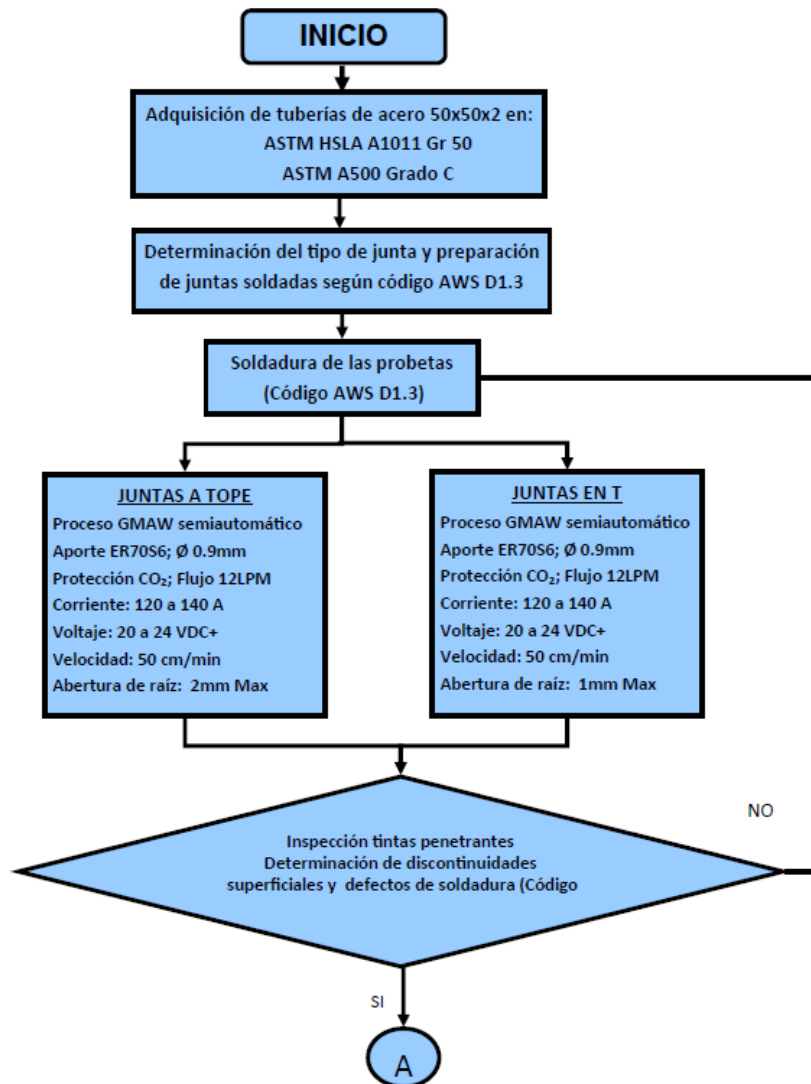 INICIO
Adquisición de tuberías de acero 50x50x2 en:
ASTM HSLA A1011 Gr 50
ASTM A500 Grado C
Determinación del tipo de junta y preparación
de juntas soldadas según código AWS D1.3
Soldadura de las probetas
(Código AWS D1.3)
JUNTAS A TOPE
Proceso GMAW semiautomático
Aporte ER70S6; Ø 0.9mm
Protección CO₂; Flujo 12LPM
Corriente: 120 a 140 A
Voltaje: 20 a 24 VDC+
Velocidad: 50 cm/min
Abertura de raíz: 2mm Max
JUNTAS EN T
Proceso GMAW semiautomático
Aporte ER70S6; Ø 0.9mm
Protección CO₂; Flujo 12LPM
Corriente: 120 a 140 A
Voltaje: 20 a 24 VDC+
Velocidad: 50 cm/min
Abertura de raíz: 1mm Max
NO
Inspección tintas penetrantes
Determinación de discontinuidades
superficiales y defectos de soldadura (Código
SI
A